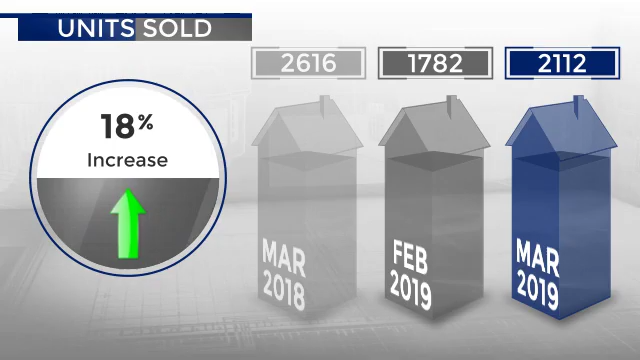 UNITS SOLD
18%
Increase
2616
1782
2112
MAR
2018
FEB
2019
MAR
2019